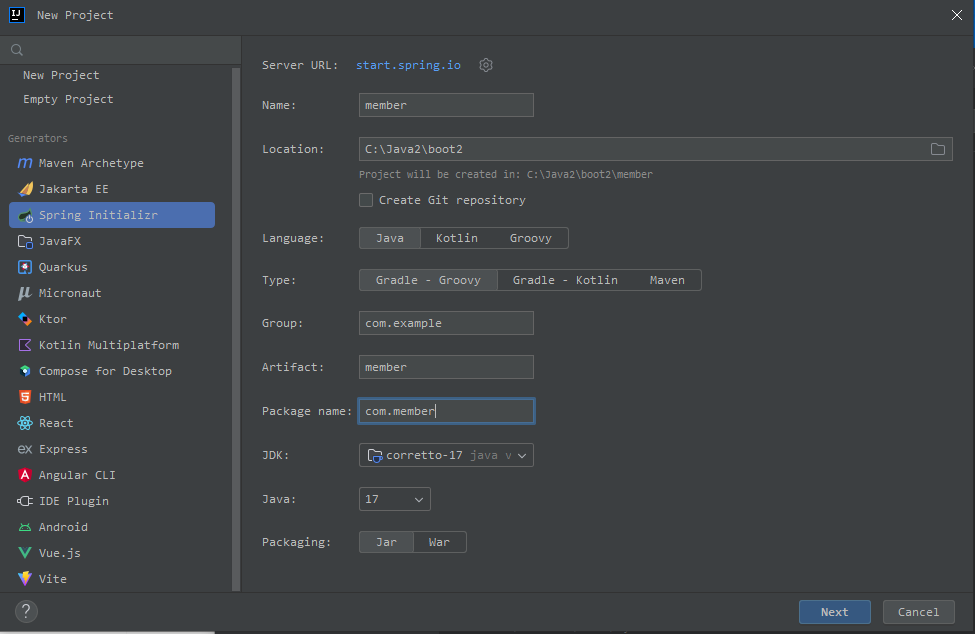 New Project
New Project
Empty Project
Generators
Maven Archetype
Jakarta EE
Spring Initializr
JavaFX
Quarkus
Micronaut
Ktor
Kotlin Multiplatform
Compose for Desktop
HTML
React
ex Express
Angular CLI
IDE Plugin
Android
Vue.js
Vite
?
Server URL: start.spring.io
Name: member
Location: C:\Java2\boot2
Project will be created in: C:\Java2\boot2\member
Create Git repository
Language: Java Kotlin Groovy
Type: Gradle - Groovy Gradle - Kotlin Maven
Group: com.example
Artifact: member
Package name: com.member
JDK: corretto-17 java v
Java: 17
Packaging: Jar War
Next Cancel